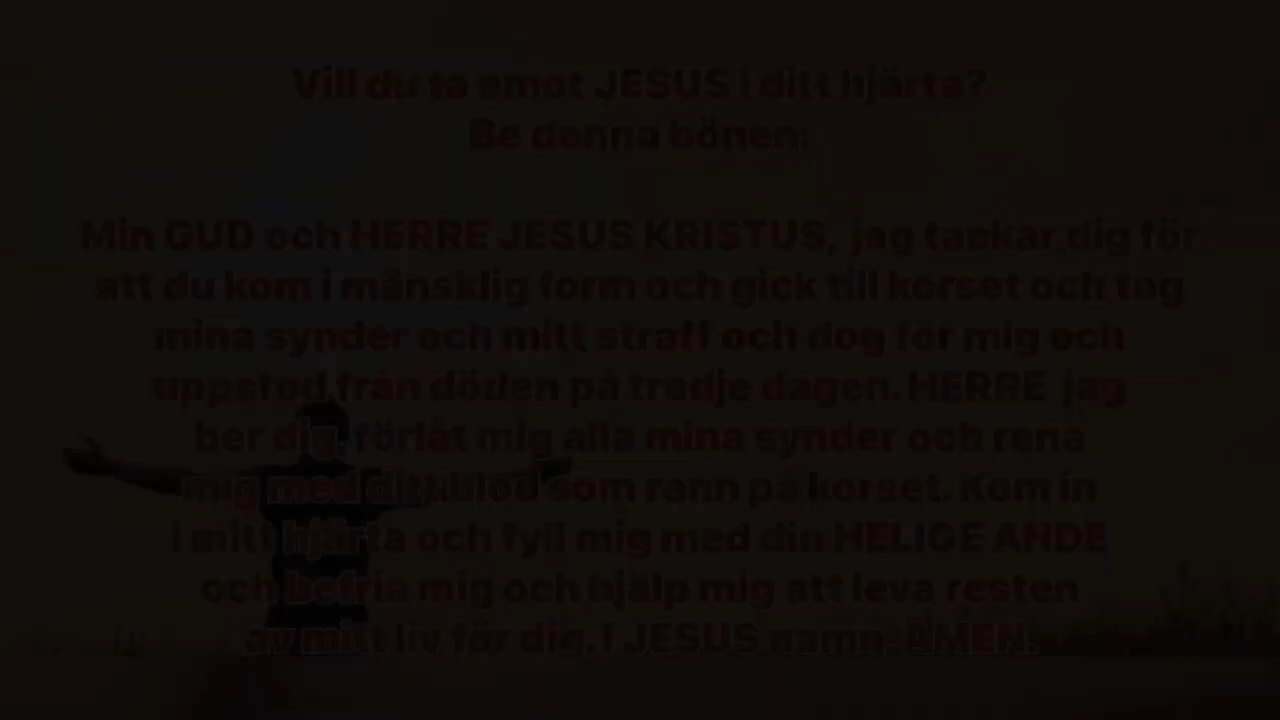 Vill du ta emot JESUS i ditt hjärta?
Be denna bönen:
Min GUD och HERRE JESUS KRISTUS, jag tackar dig för
att du kom i mänsklig form och gick till korset och tog
mina synder och mitt straff och dog för mig och
uppstod från döden på tredje dagen. HERRE jag
ber dig, förlåt mig alla mina synder och rena
mig med ditt blod som rann på korset. Kom in
i mitt hjärta och fyll mig med din HELIGE ANDE
och befria mig och hjälp mig att leva resten
av mitt liv för dig. I JESUS namn, AMEN.